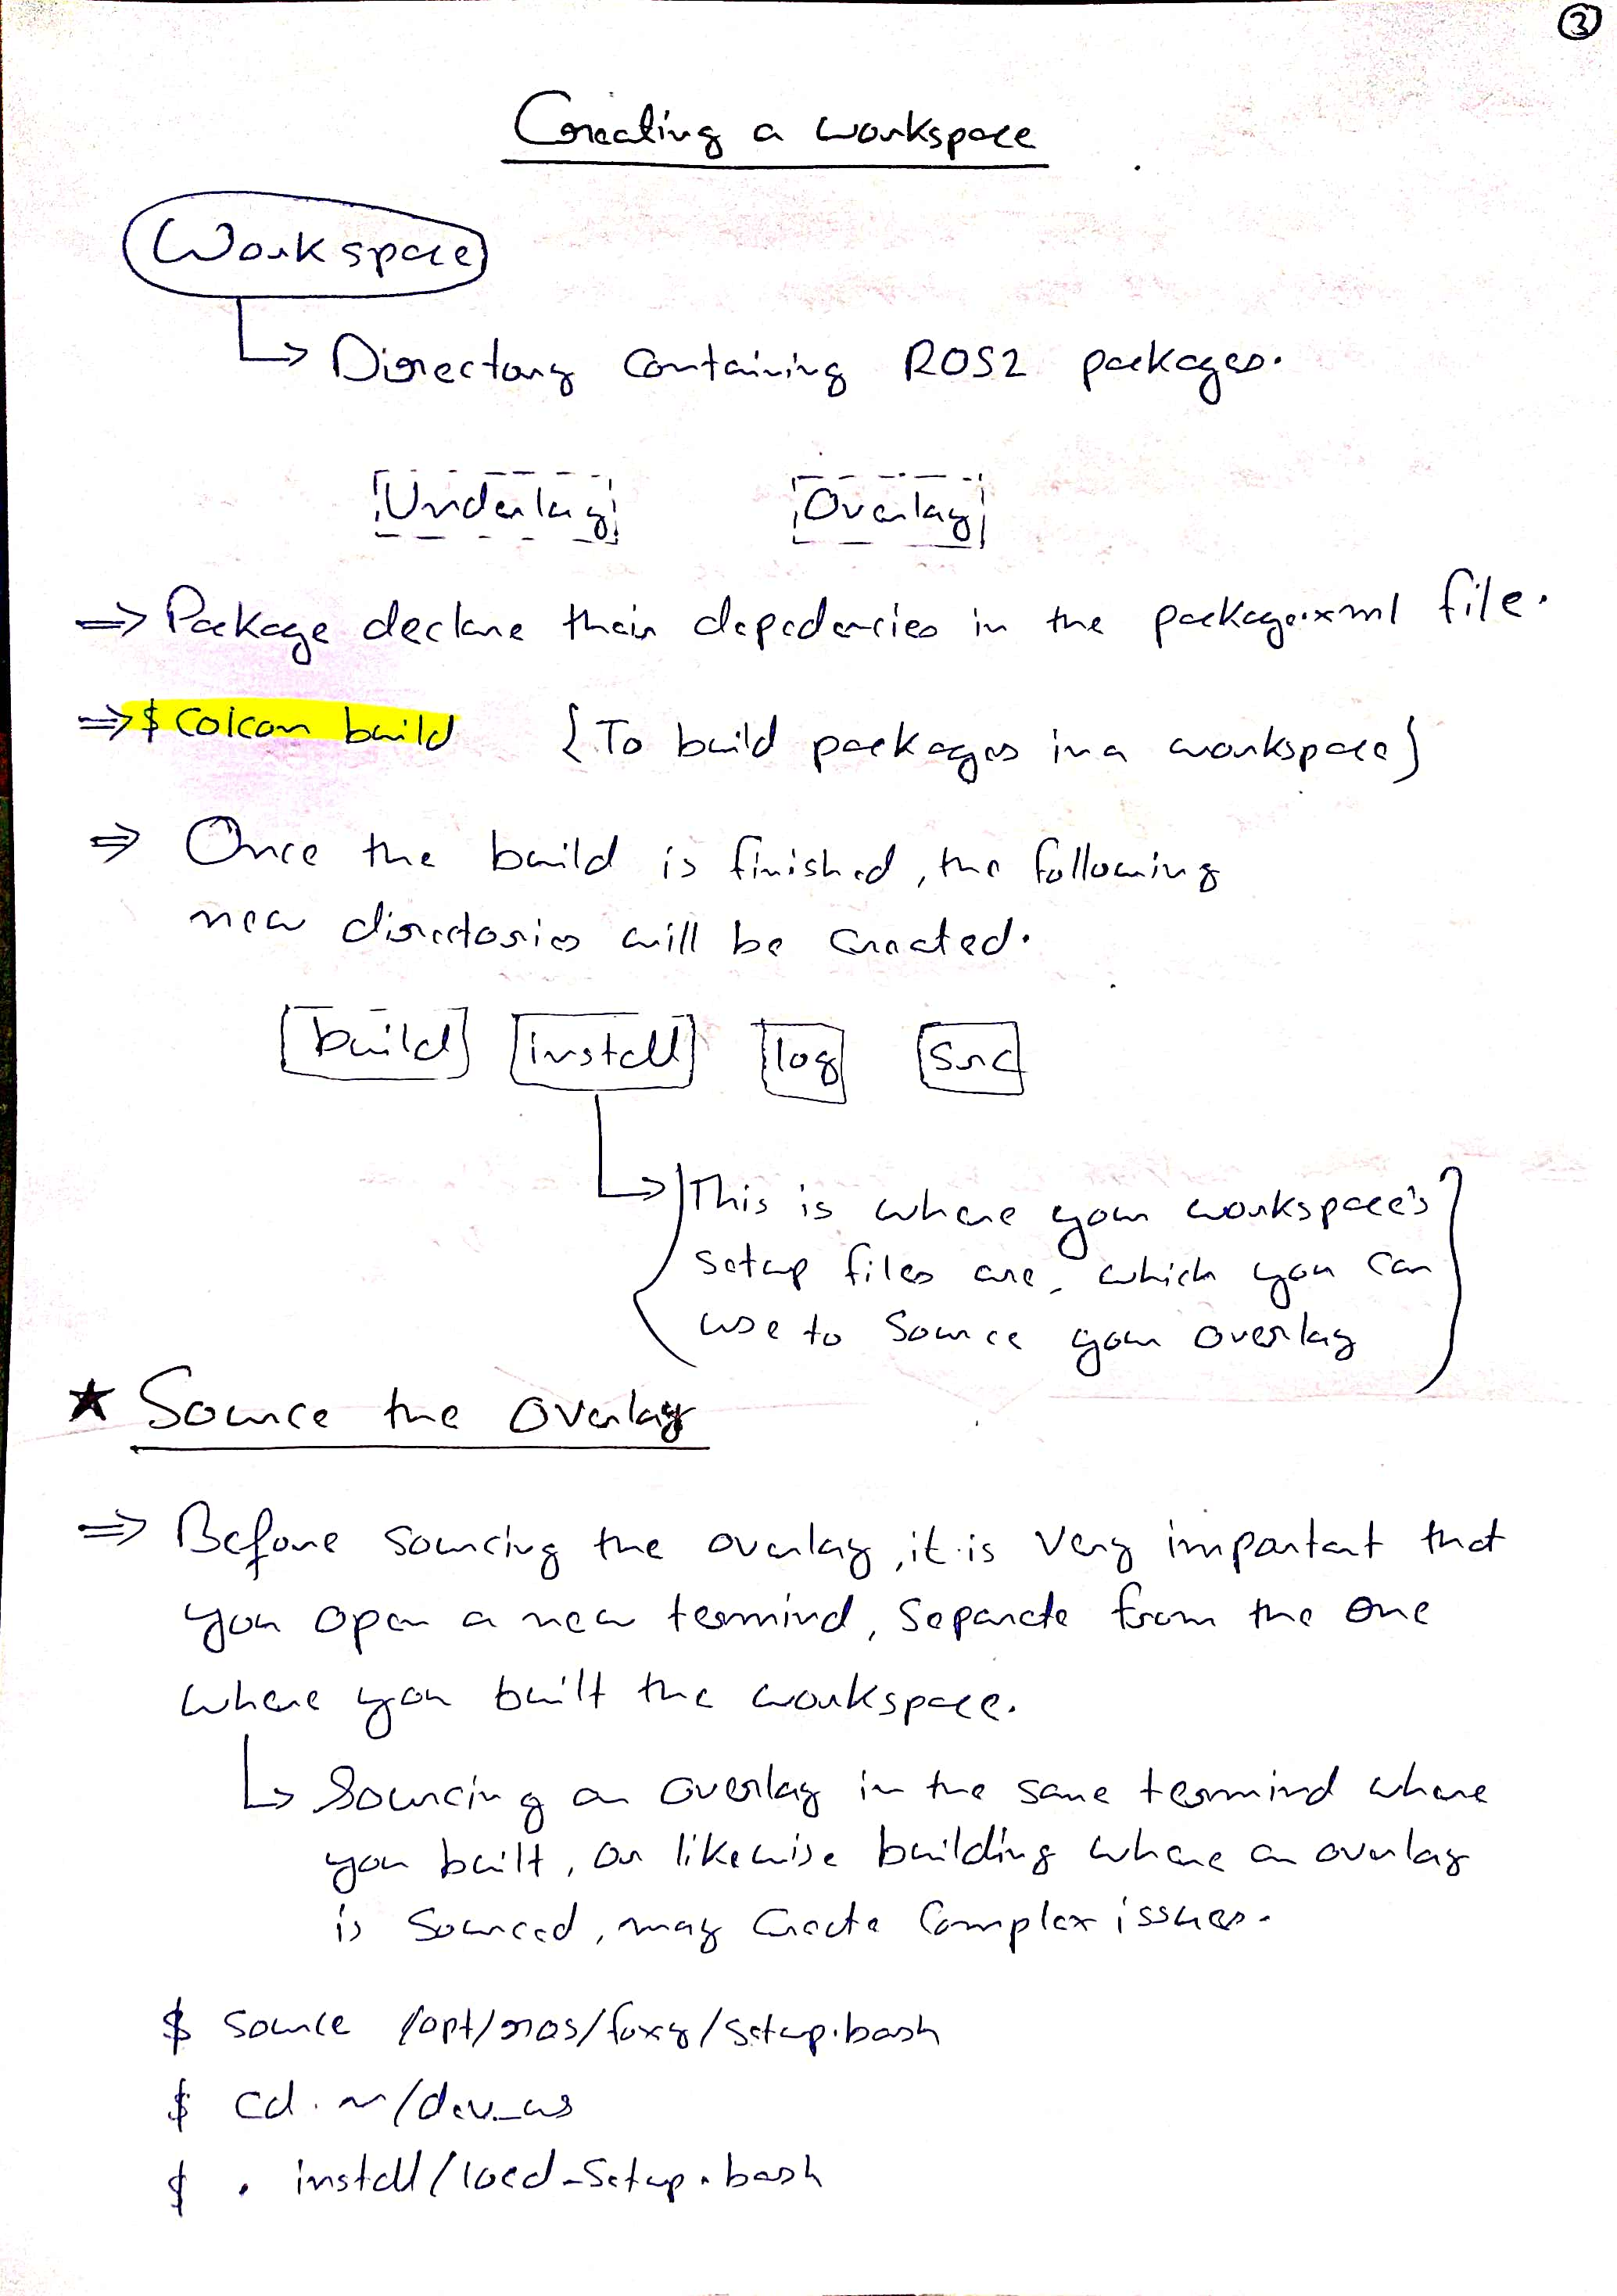 3
Creating a workspace
Workspace
Directory containing ROS2 packages.
Underlay Overlay
⇒ Package declare their depedencies in the package.xml file.
⇒ $ colcon build {To build packages in a workspace}
⇒ Once the build is finished, the following
new directories will be created.
build install log src
This is where your workspace's
setup files are, which you can
use to source your overlay
★ Source the overlay
⇒ Before sourcing the overlay, it is very important that
you open a new terminal, separate from the one
where you built the workspace.
Sourcing an overlay in the same terminal where
you built, or likewise building where an overlay
is sourced, may create complex issues.
$ source /opt/ros/foxy/setup.bash
$ cd ~/dev_ws
$ . install/local_setup.bash